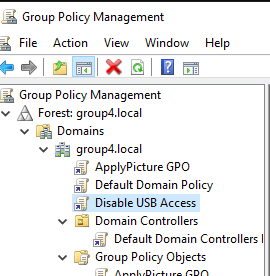 Group Policy Management
File Action View Window Help
Group Policy Management
Forest: group4.local
Domains
group4.local
ApplyPicture GPO
Default Domain Policy
Disable USB Access
Domain Controllers
Default Domain Controllers
Group Policy Objects
ApplyPicture GPO